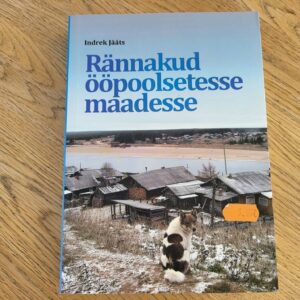 Indrek Jääts
Rännakud
ööpoolsetesse
maadesse